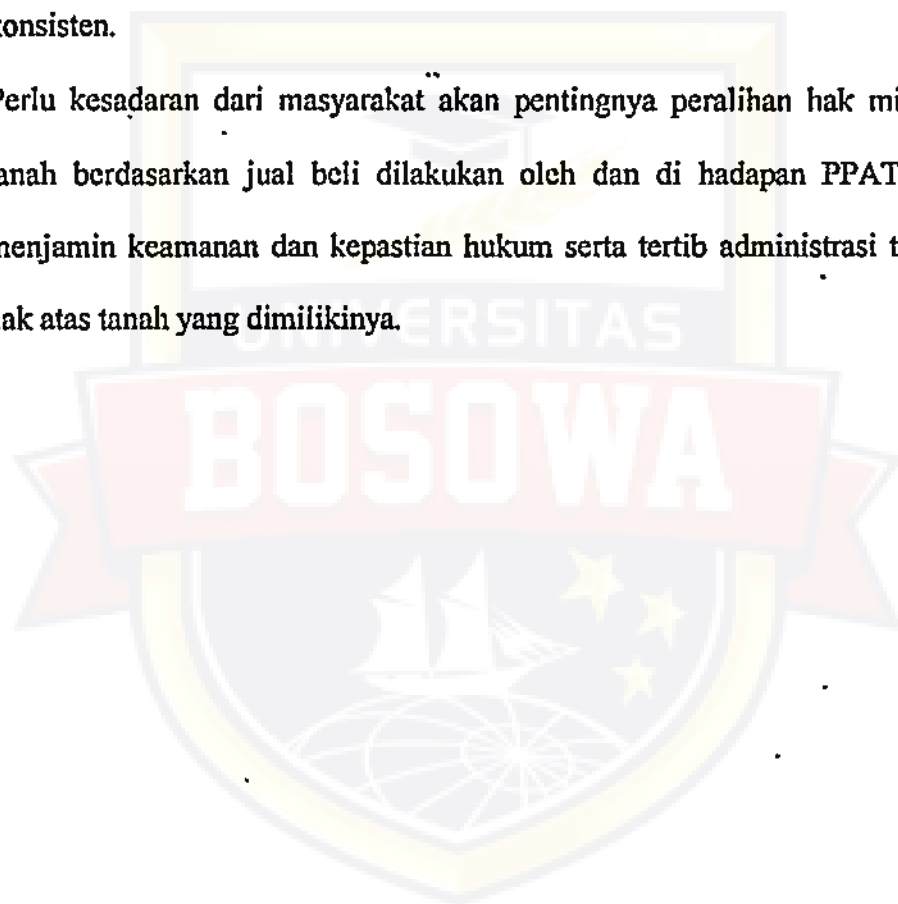 konsisten.
Perlu kesadaran dari masyarakat akan pentingnya peralihan hak mi
tanah berdasarkan jual beli dilakukan oleh dan di hadapan PPAT
menjamin keamanan dan kepastian hukum serta tertib administrasi t
hak atas tanah yang dimilikinya.
UNIVERSITAS
BOSOWA